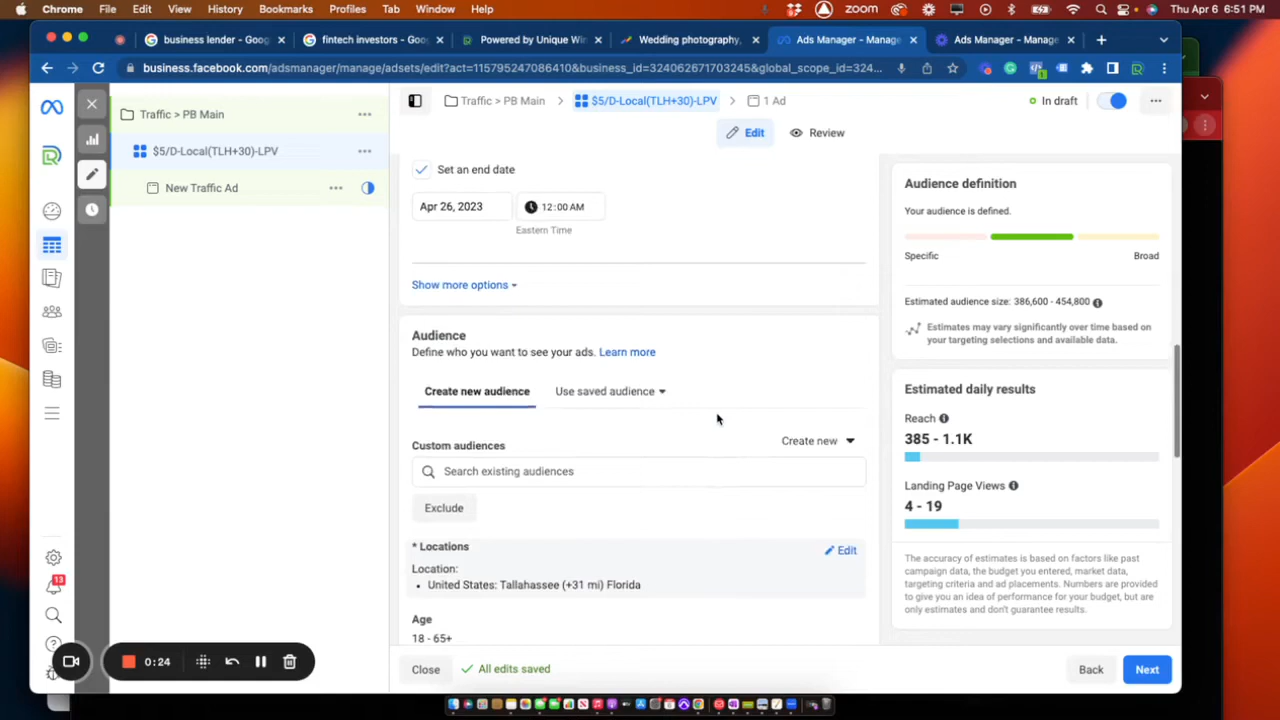 Chrome File Edit View History Bookmarks Profiles Tab Window Help
zoom
Thu Apr 6 6:51 PM
business lender - Goog
fintech investors - Goo
Powered by Unique Wi
Wedding photography,
Ads Manager - Manage
Ads Manager - Manage
business.facebook.com/adsmanager/manage/adsets/edit?act=115795247086410&business_id=324062671703245&global_scope_id=324...
Traffic > PB Main
$5/D-Local(TLH+30)-LPV
New Traffic Ad
Traffic > PB Main
$5/D-Local(TLH+30)-LPV
1 Ad
In draft
Edit
Review
Set an end date
Apr 26, 2023
12:00 AM
Eastern Time
Show more options
Audience
Define who you want to see your ads. Learn more
Create new audience
Use saved audience
Custom audiences
Create new
Search existing audiences
Exclude
* Locations
Edit
Location:
• United States: Tallahassee (+31 mi) Florida
Age
18 - 65+
Audience definition
Your audience is defined.
Specific
Broad
Estimated audience size: 386,600 - 454,800
Estimates may vary significantly over time based on
your targeting selections and available data.
Estimated daily results
Reach
385 - 1.1K
Landing Page Views
4 - 19
The accuracy of estimates is based on factors like past
campaign data, the budget you entered, market data,
targeting criteria and ad placements. Numbers are provided
to give you an idea of performance for your budget, but are
only estimates and don't guarantee results.
13
0:24
Close
All edits saved
Back
Next